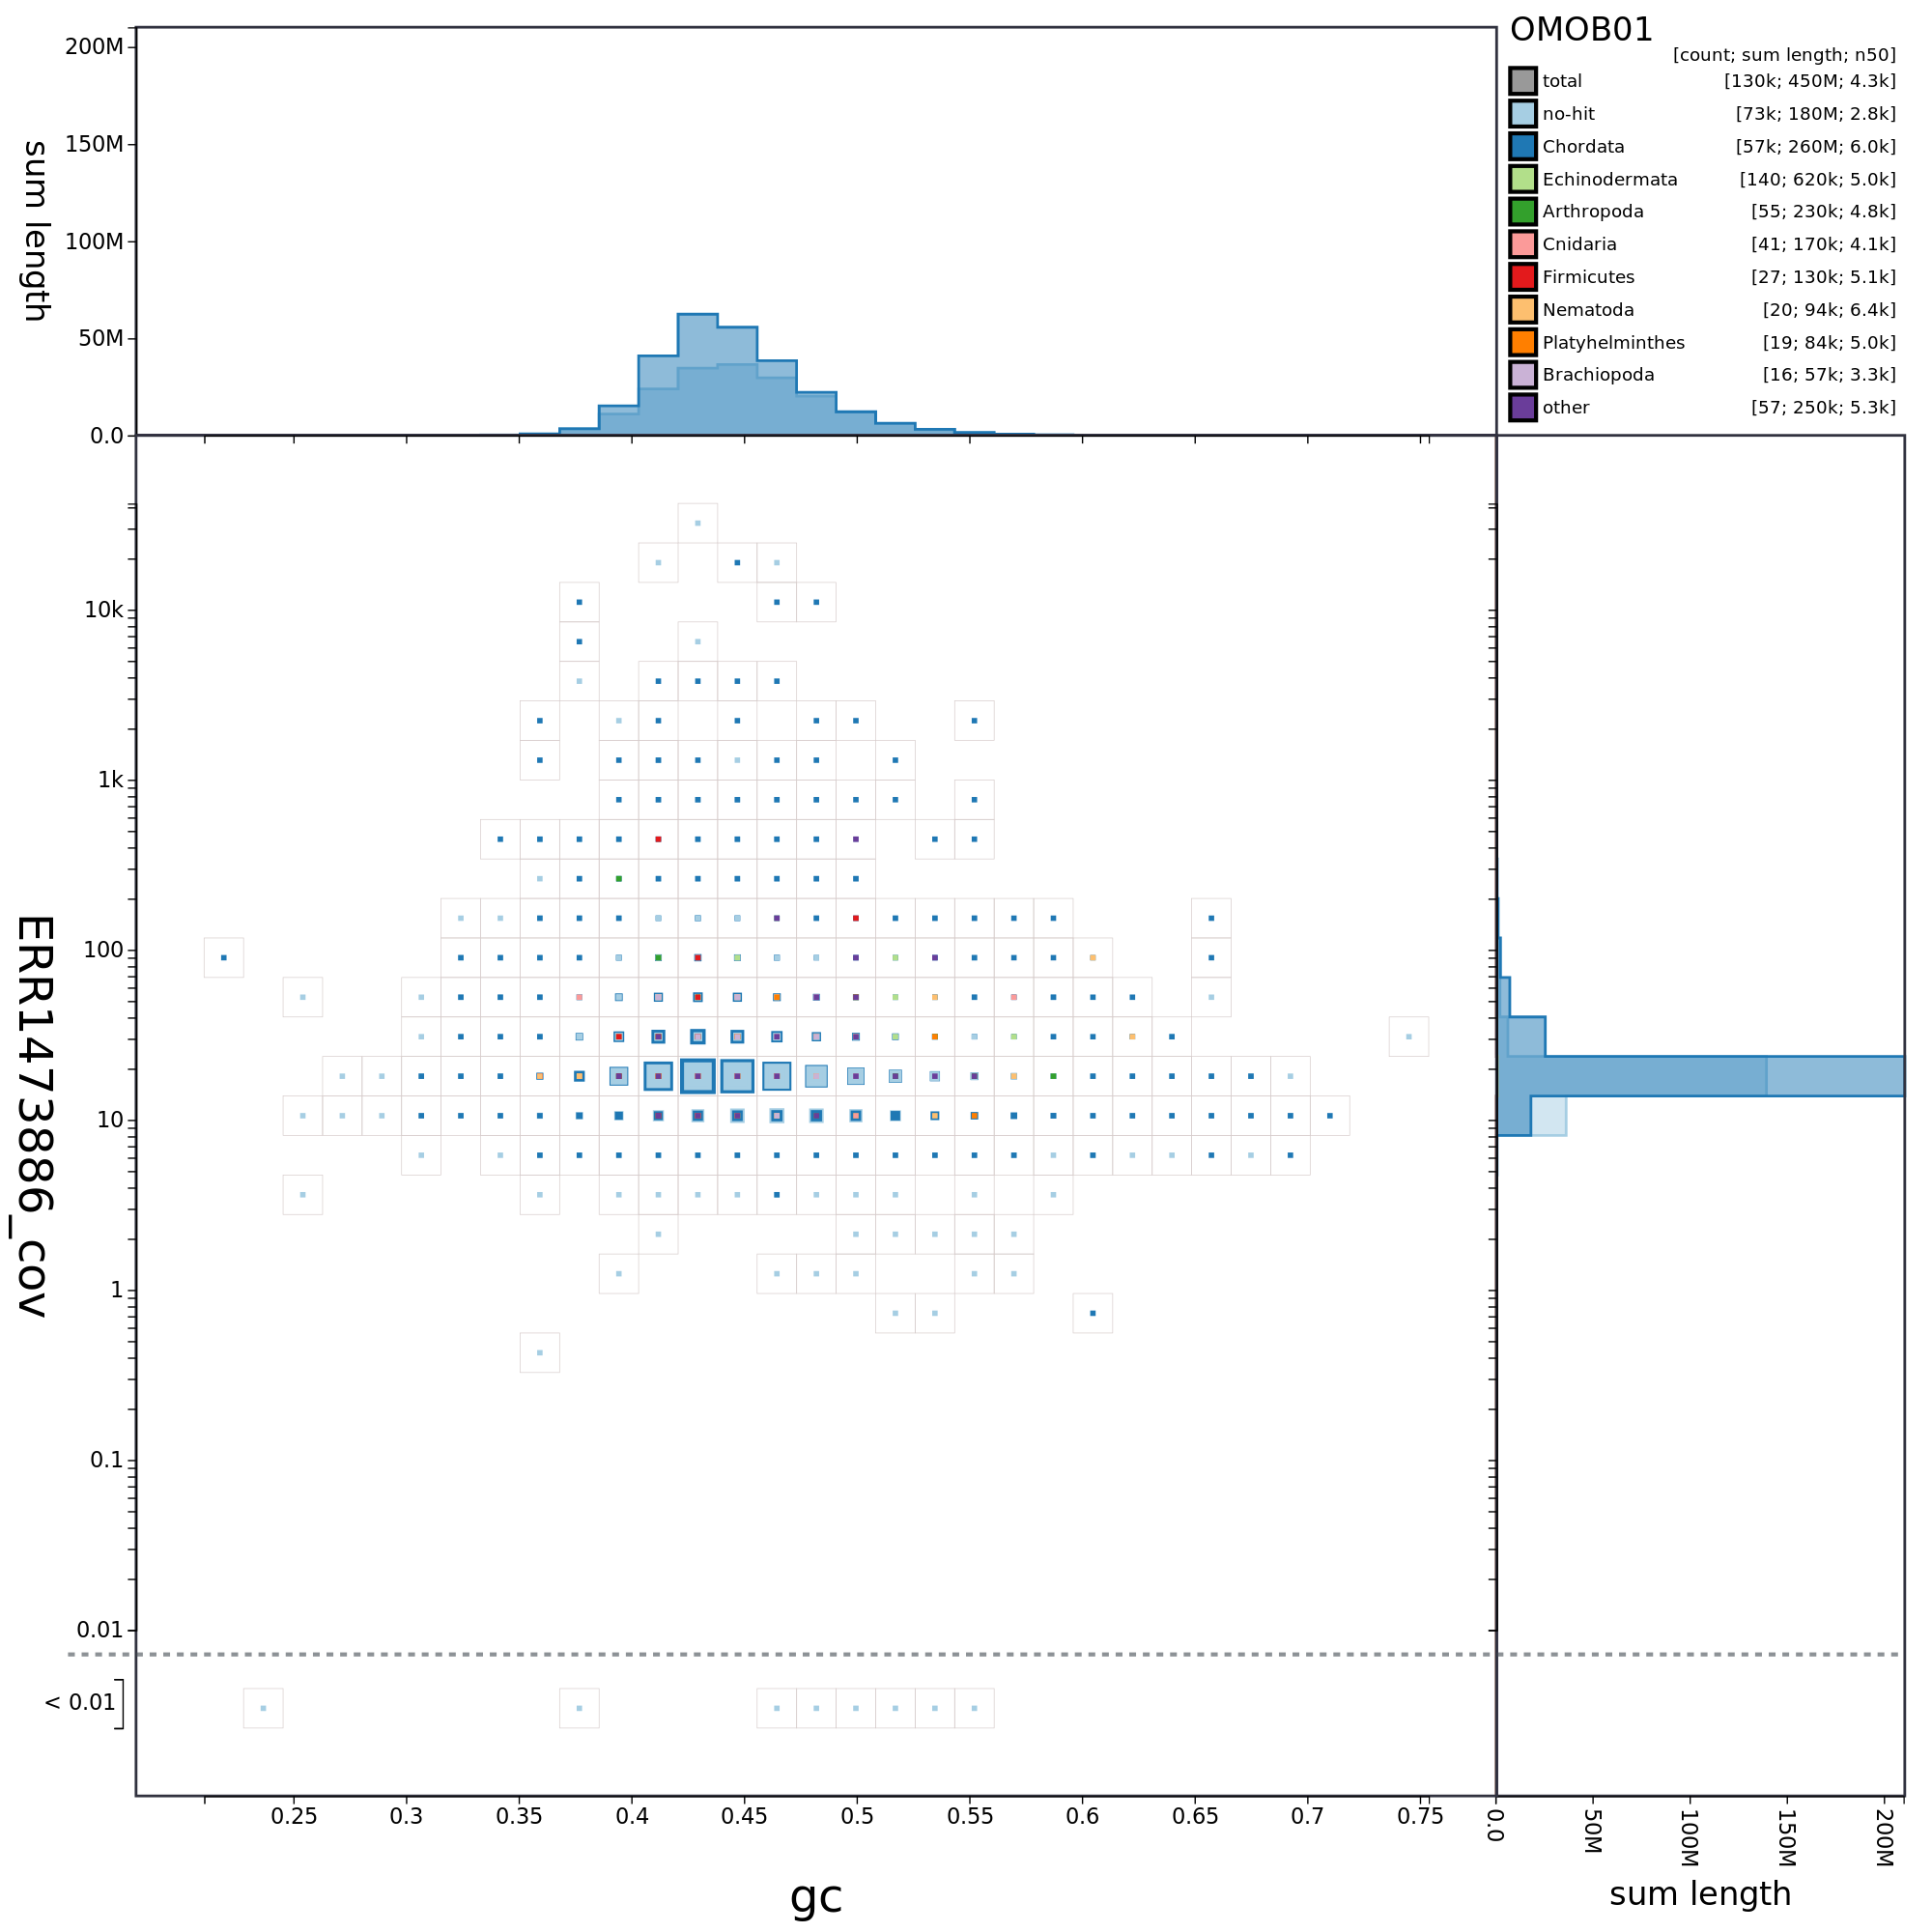 OMOB01
[count; sum length; n50]
total [130k; 450M; 4.3k]
no-hit [73k; 180M; 2.8k]
Chordata [57k; 260M; 6.0k]
Echinodermata [140; 620k; 5.0k]
Arthropoda [55; 230k; 4.8k]
Cnidaria [41; 170k; 4.1k]
Firmicutes [27; 130k; 5.1k]
Nematoda [20; 94k; 6.4k]
Platyhelminthes [19; 84k; 5.0k]
Brachiopoda [16; 57k; 3.3k]
other [57; 250k; 5.3k]
sum length
200M
150M
100M
50M
0.0
ERR1473886_cov
10k
1k
100
10
1
0.1
0.01
< 0.01
0.25 0.3 0.35 0.4 0.45 0.5 0.55 0.6 0.65 0.7 0.75
gc
0.0 50M 100M 150M 200M
sum length